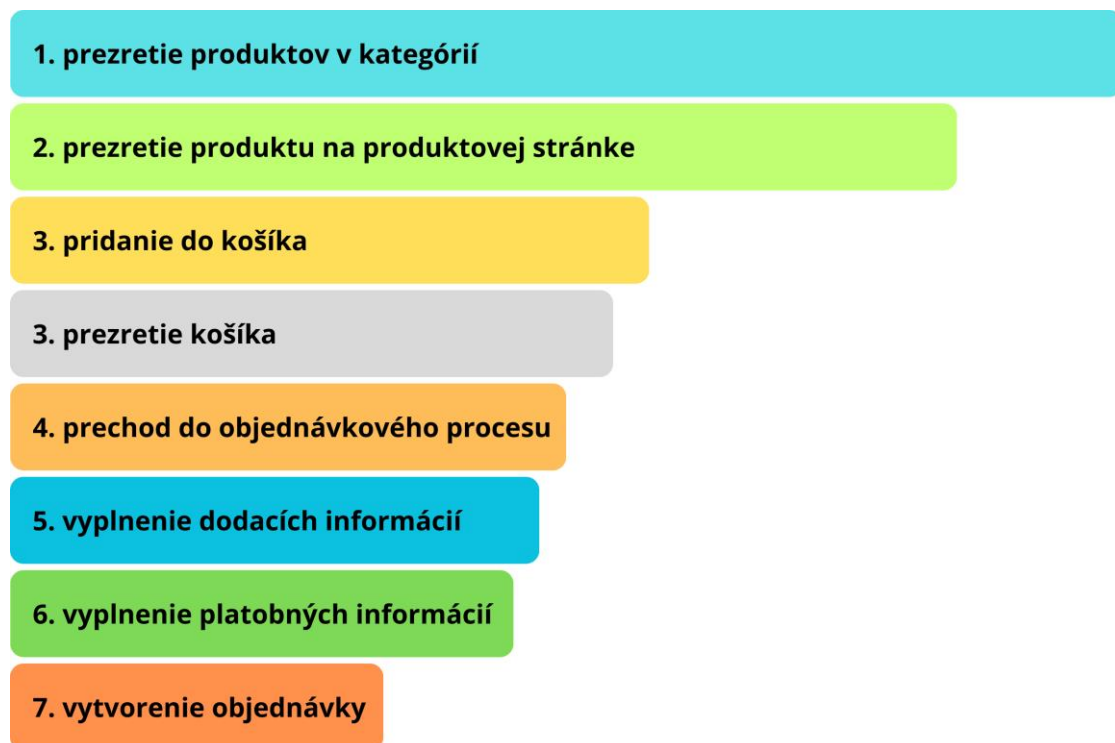 1. prezretie produktov v kategórií
2. prezretie produktu na produktovej stránke
3. pridanie do košíka
3. prezretie košíka
4. prechod do objednávkového procesu
5. vyplnenie dodacích informácií
6. vyplnenie platobných informácií
7. vytvorenie objednávky